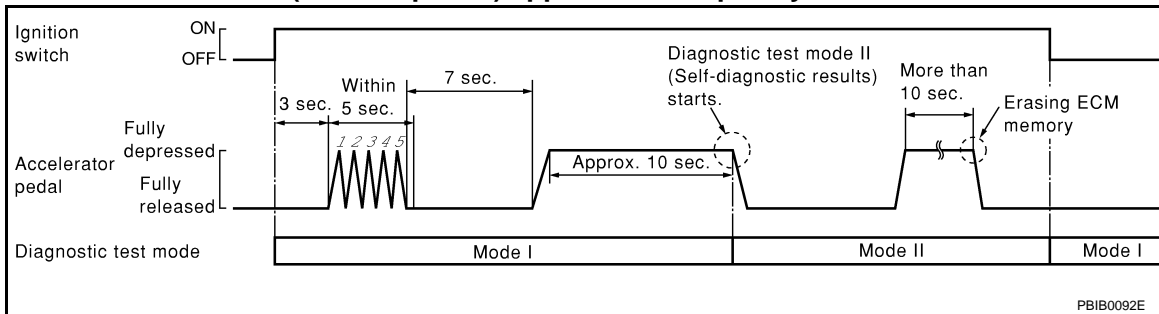 Ignition
switch
ON
OFF
3 sec.
Within
5 sec.
7 sec.
1 2 3 4 5
Diagnostic test mode II
(Self-diagnostic results)
starts.
More than
10 sec.
Erasing ECM
memory
Accelerator
pedal
Fully
depressed
Fully
released
Approx. 10 sec.
Diagnostic test mode
Mode I
Mode II
Mode I
PBIB0092E